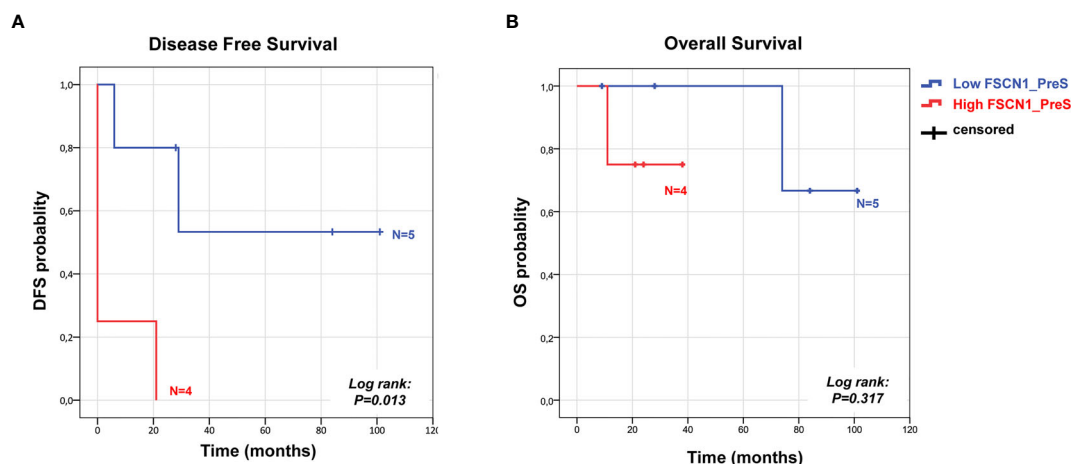 A
Disease Free Survival
DFS probablity
1,0
0,8
0,6
0,4
0,2
0,0
N=5
N=4
Log rank:
P=0.013
0 20 40 60 80 100 120
Time (months)
B
Overall Survival
OS probablity
1,0
0,8
0,6
0,4
0,2
0,0
N=4
N=5
Log rank:
P=0.317
0 20 40 60 80 100 120
Time (months)
Low FSCN1_PreS
High FSCN1_PreS
censored